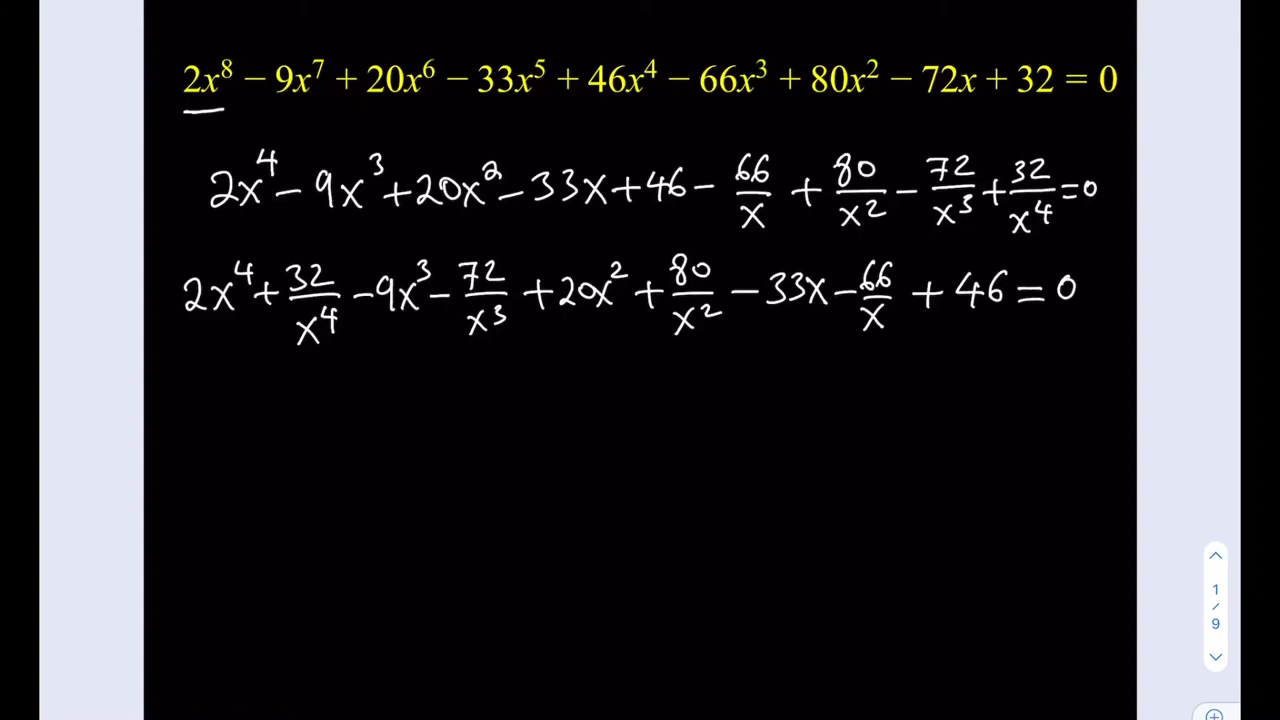 2x⁸ − 9x⁷ + 20x⁶ − 33x⁵ + 46x⁴ − 66x³ + 80x² − 72x + 32 = 0
2x⁴ − 9x³ + 20x² − 33x + 46 − 66/x + 80/x² − 72/x³ + 32/x⁴ = 0
2x⁴ + 32/x⁴ − 9x³ − 72/x³ + 20x² + 80/x² − 33x − 66/x + 46 = 0
1
/
9